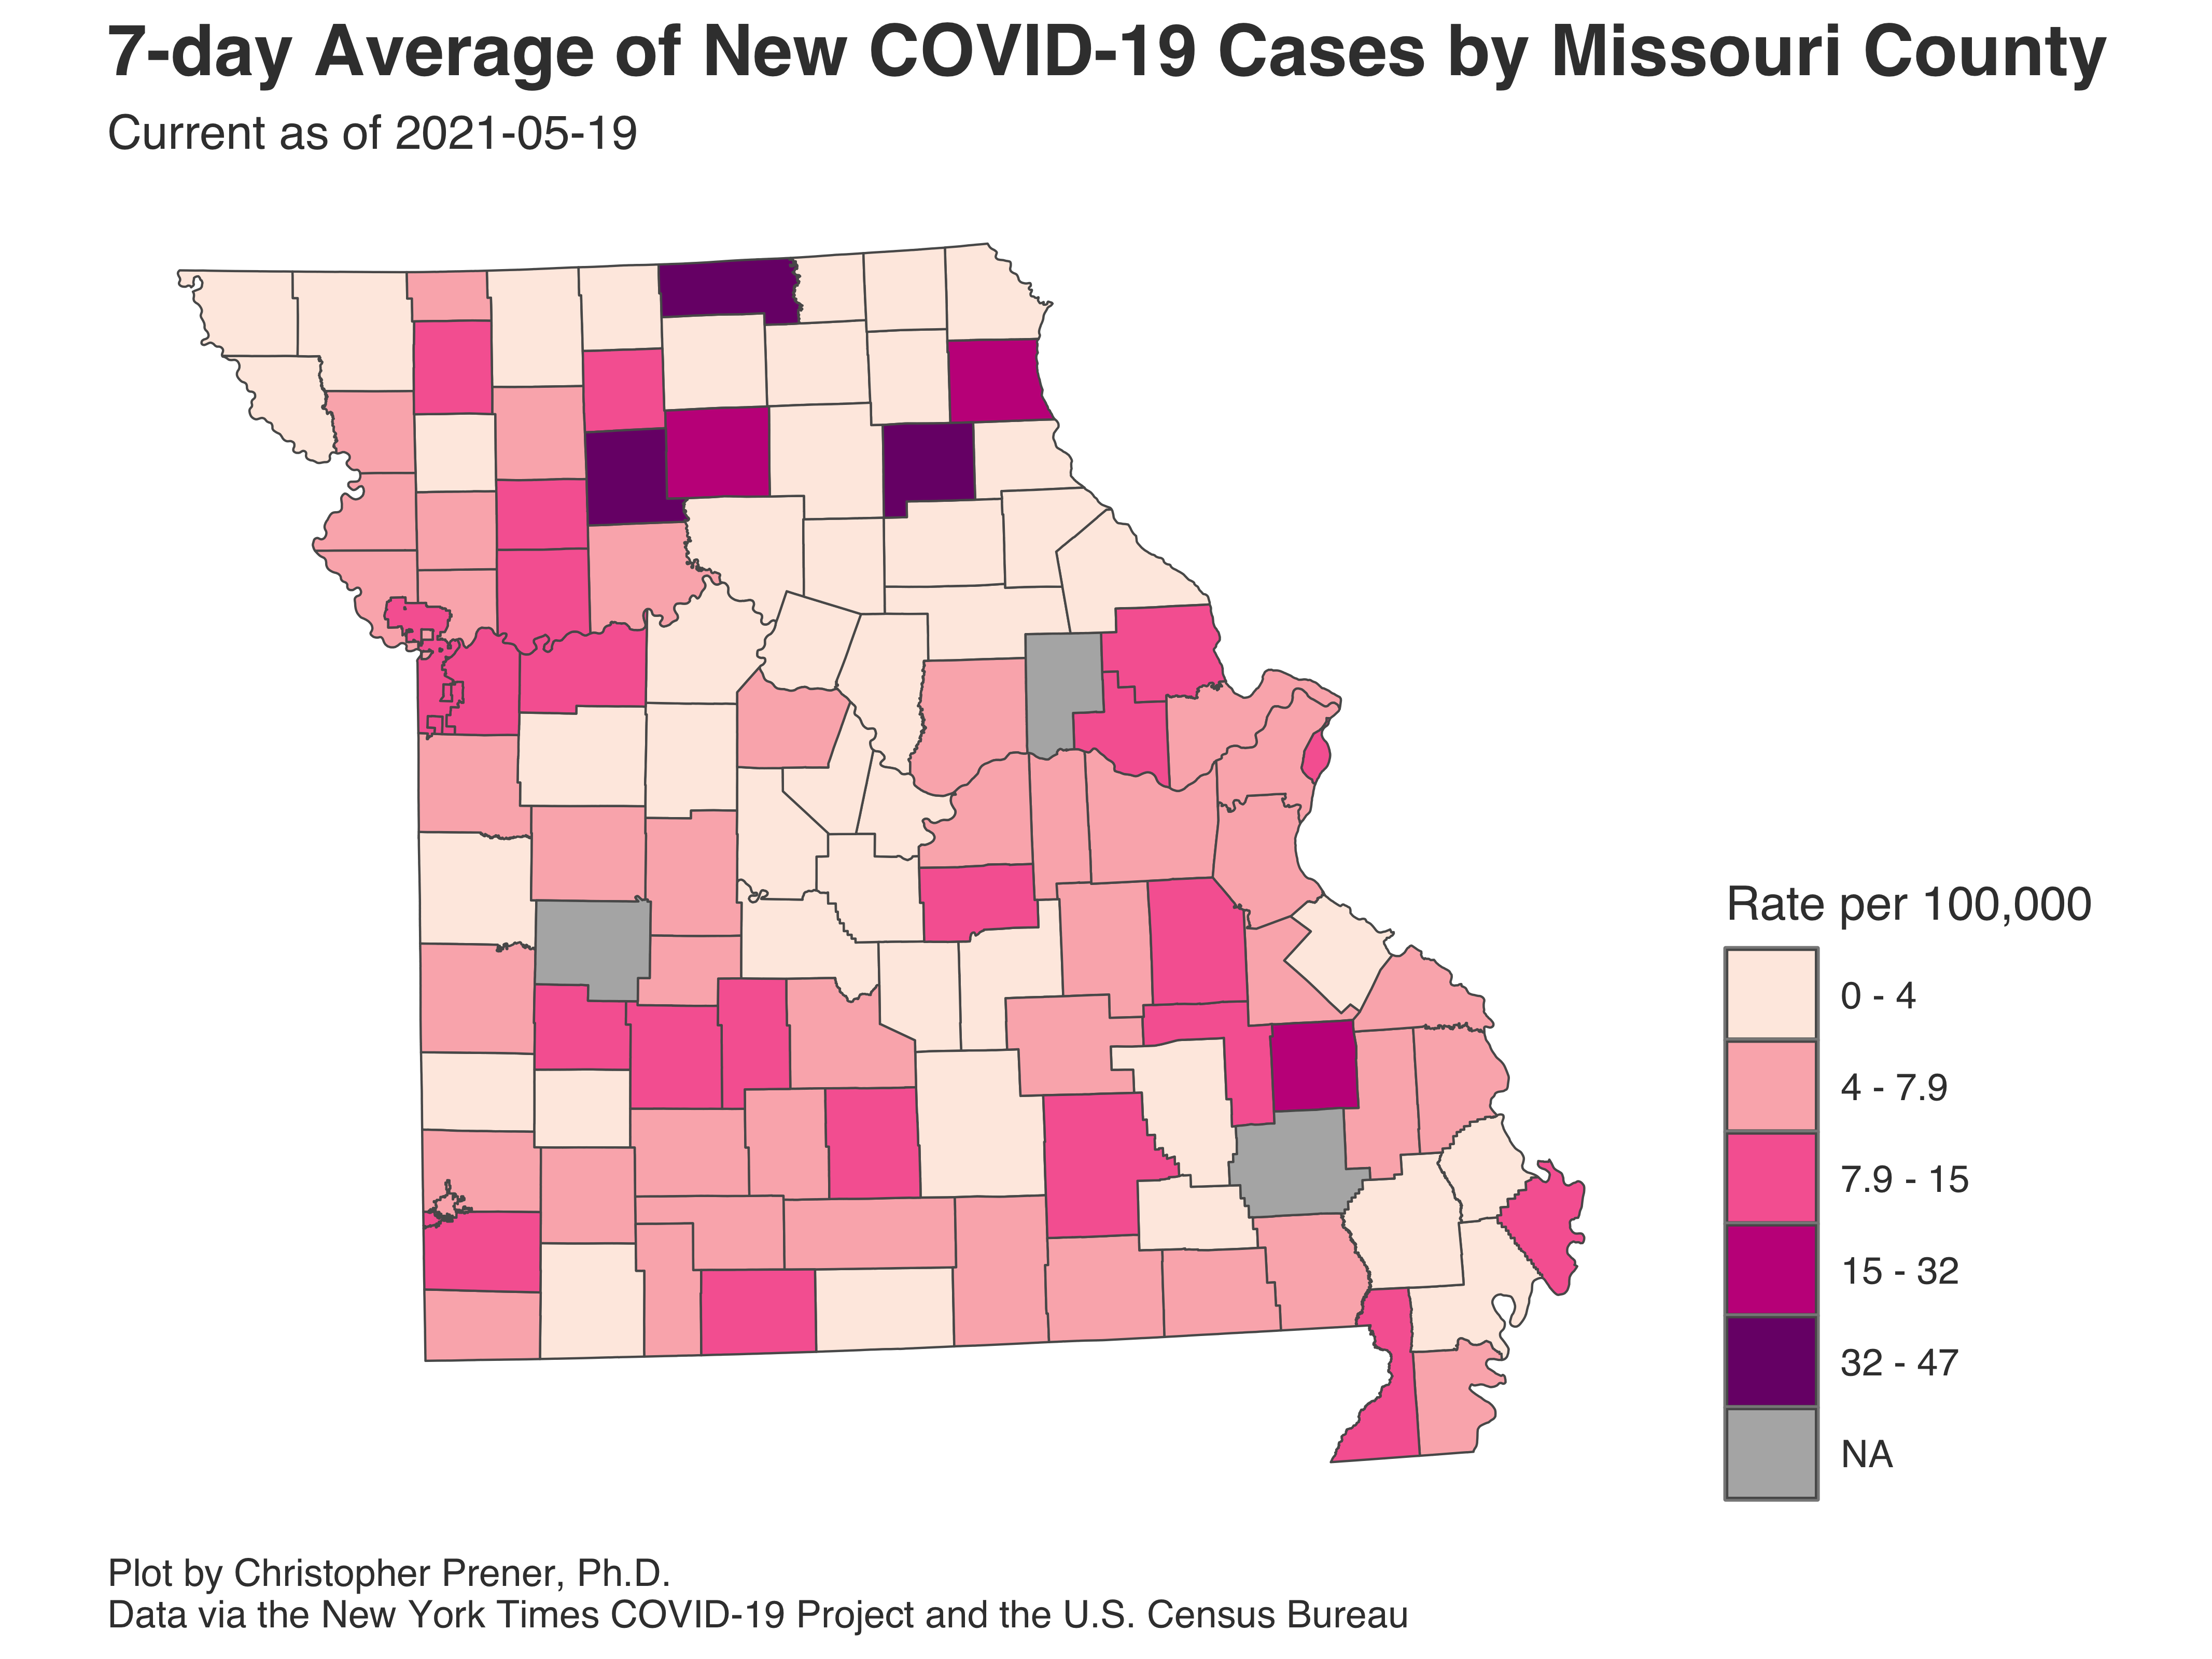 7-day Average of New COVID-19 Cases by Missouri County
Current as of 2021-05-19
Rate per 100,000
0 - 4
4 - 7.9
7.9 - 15
15 - 32
32 - 47
NA
Plot by Christopher Prener, Ph.D.
Data via the New York Times COVID-19 Project and the U.S. Census Bureau